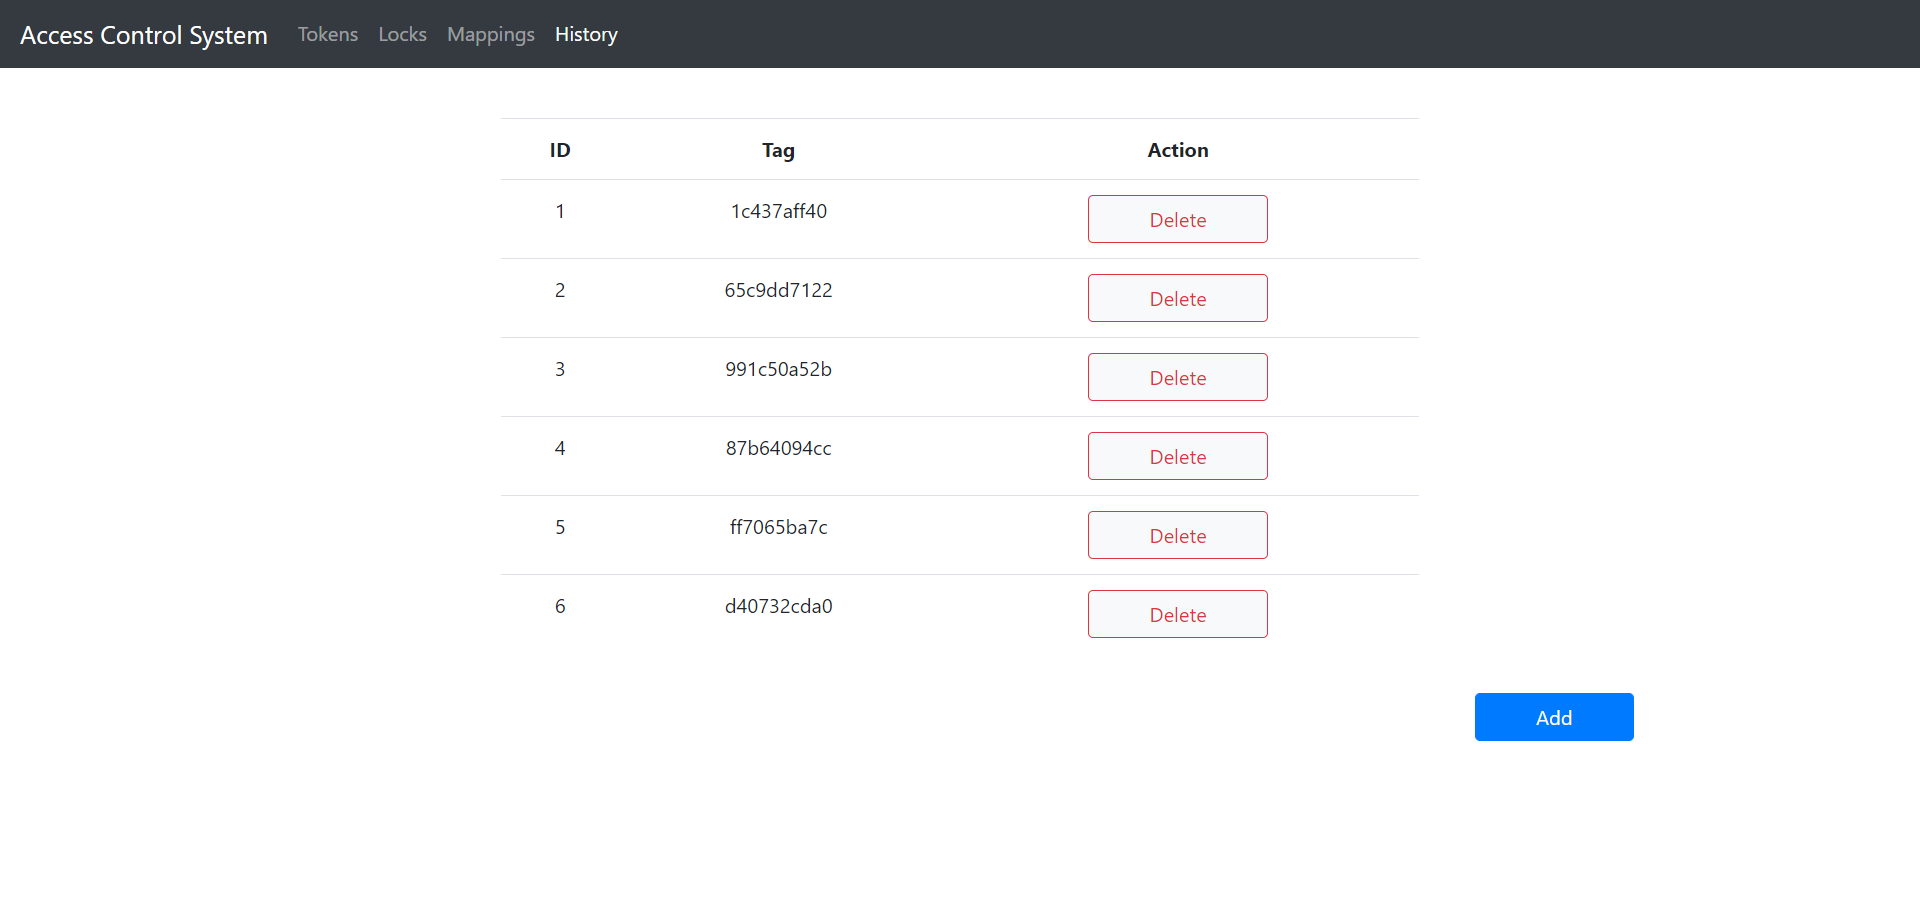 Access Control System Tokens Locks Mappings History
ID Tag Action
1 1c437aff40 Delete
2 65c9dd7122 Delete
3 991c50a52b Delete
4 87b64094cc Delete
5 ff7065ba7c Delete
6 d40732cda0 Delete
Add